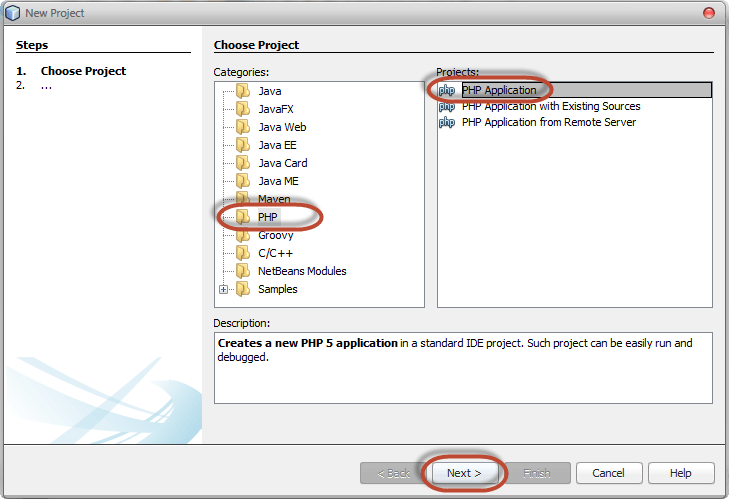 New Project
Steps
1. Choose Project
2. ...
Choose Project
Categories:
Java
JavaFX
Java Web
Java EE
Java Card
Java ME
Maven
PHP
Groovy
C/C++
NetBeans Modules
Samples
Projects:
php PHP Application
php PHP Application with Existing Sources
php PHP Application from Remote Server
Description:
Creates a new PHP 5 application in a standard IDE project. Such project can be easily run and
debugged.
< Back Next > Finish Cancel Help